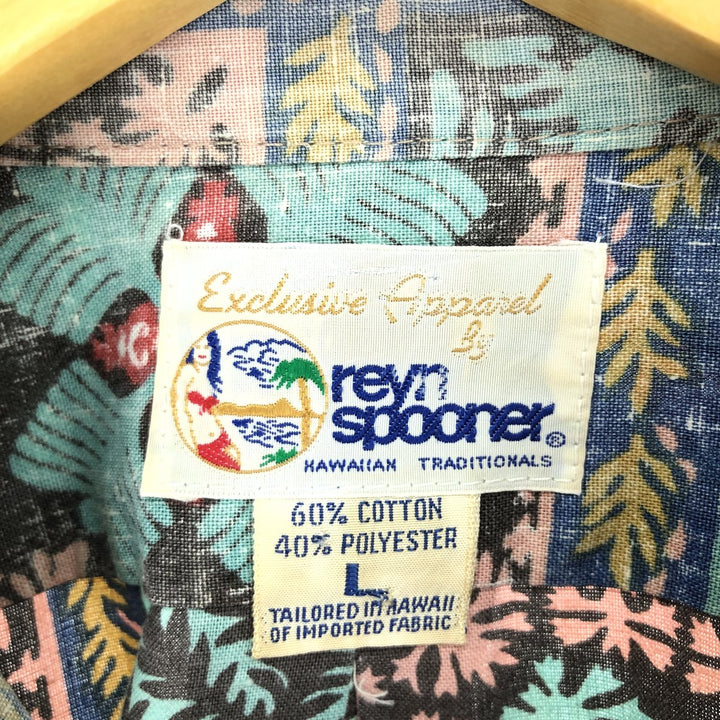 Exclusive Apparel
by
reyn
spooner®
HAWAIIAN TRADITIONALS
60% COTTON
40% POLYESTER
L
TAILORED IN HAWAII
OF IMPORTED FABRIC